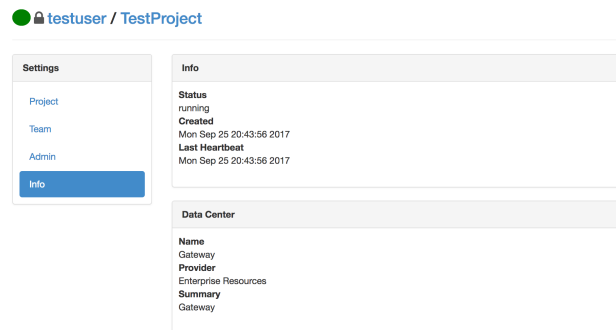 testuser / TestProject
Settings
Project
Team
Admin
Info
Info
Status
running
Created
Mon Sep 25 20:43:56 2017
Last Heartbeat
Mon Sep 25 20:43:56 2017
Data Center
Name
Gateway
Provider
Enterprise Resources
Summary
Gateway